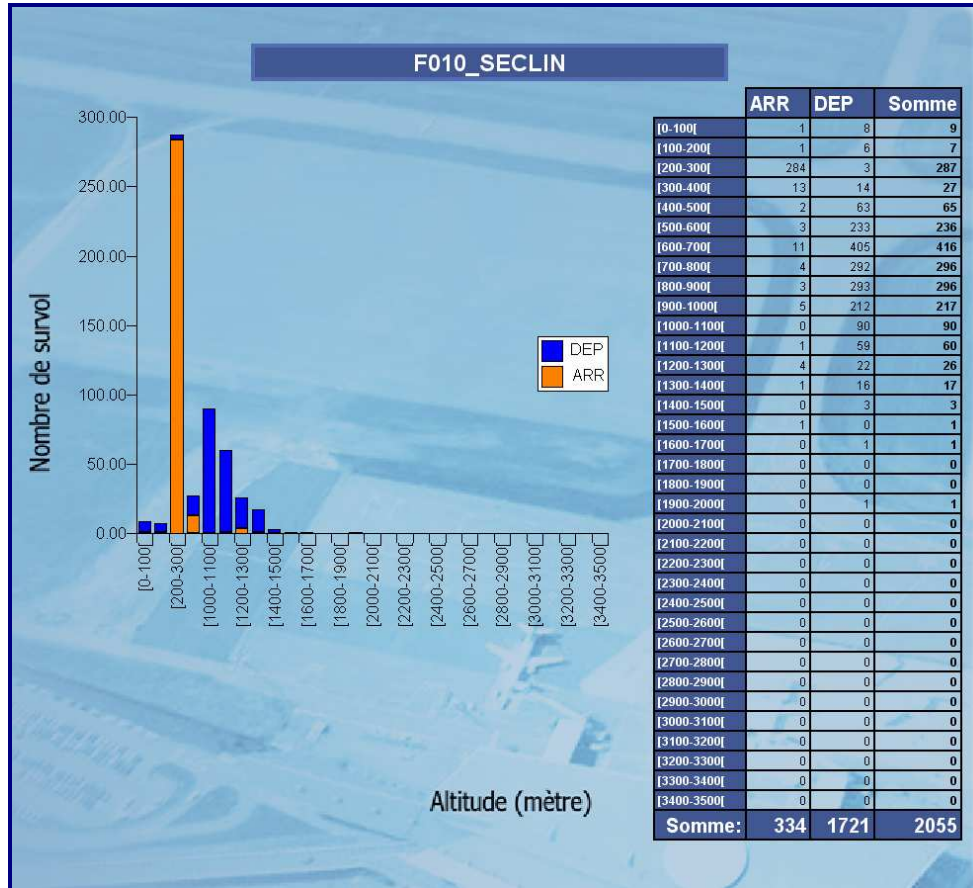 F010_SECLIN
300.00
250.00
200.00
150.00
100.00
50.00
0.00
Nombre de survol
[0-100[
[200-300[
[1000-1100[
[1200-1300[
[1400-1500[
[1600-1700[
[1800-1900[
[2000-2100[
[2200-2300[
[2400-2500[
[2600-2700[
[2800-2900[
[3000-3100[
[3200-3300[
[3400-3500[
Altitude (mètre)
DEP
ARR
ARR DEP Somme
[0-100[ 1 8 9
[100-200[ 1 6 7
[200-300[ 284 3 287
[300-400[ 13 14 27
[400-500[ 2 63 65
[500-600[ 3 233 236
[600-700[ 11 405 416
[700-800[ 4 292 296
[800-900[ 3 293 296
[900-1000[ 5 212 217
[1000-1100[ 0 90 90
[1100-1200[ 1 59 60
[1200-1300[ 4 22 26
[1300-1400[ 1 16 17
[1400-1500[ 0 3 3
[1500-1600[ 1 0 1
[1600-1700[ 0 1 1
[1700-1800[ 0 0 0
[1800-1900[ 0 0 0
[1900-2000[ 0 1 1
[2000-2100[ 0 0 0
[2100-2200[ 0 0 0
[2200-2300[ 0 0 0
[2300-2400[ 0 0 0
[2400-2500[ 0 0 0
[2500-2600[ 0 0 0
[2600-2700[ 0 0 0
[2700-2800[ 0 0 0
[2800-2900[ 0 0 0
[2900-3000[ 0 0 0
[3000-3100[ 0 0 0
[3100-3200[ 0 0 0
[3200-3300[ 0 0 0
[3300-3400[ 0 0 0
[3400-3500[ 0 0 0
Somme: 334 1721 2055